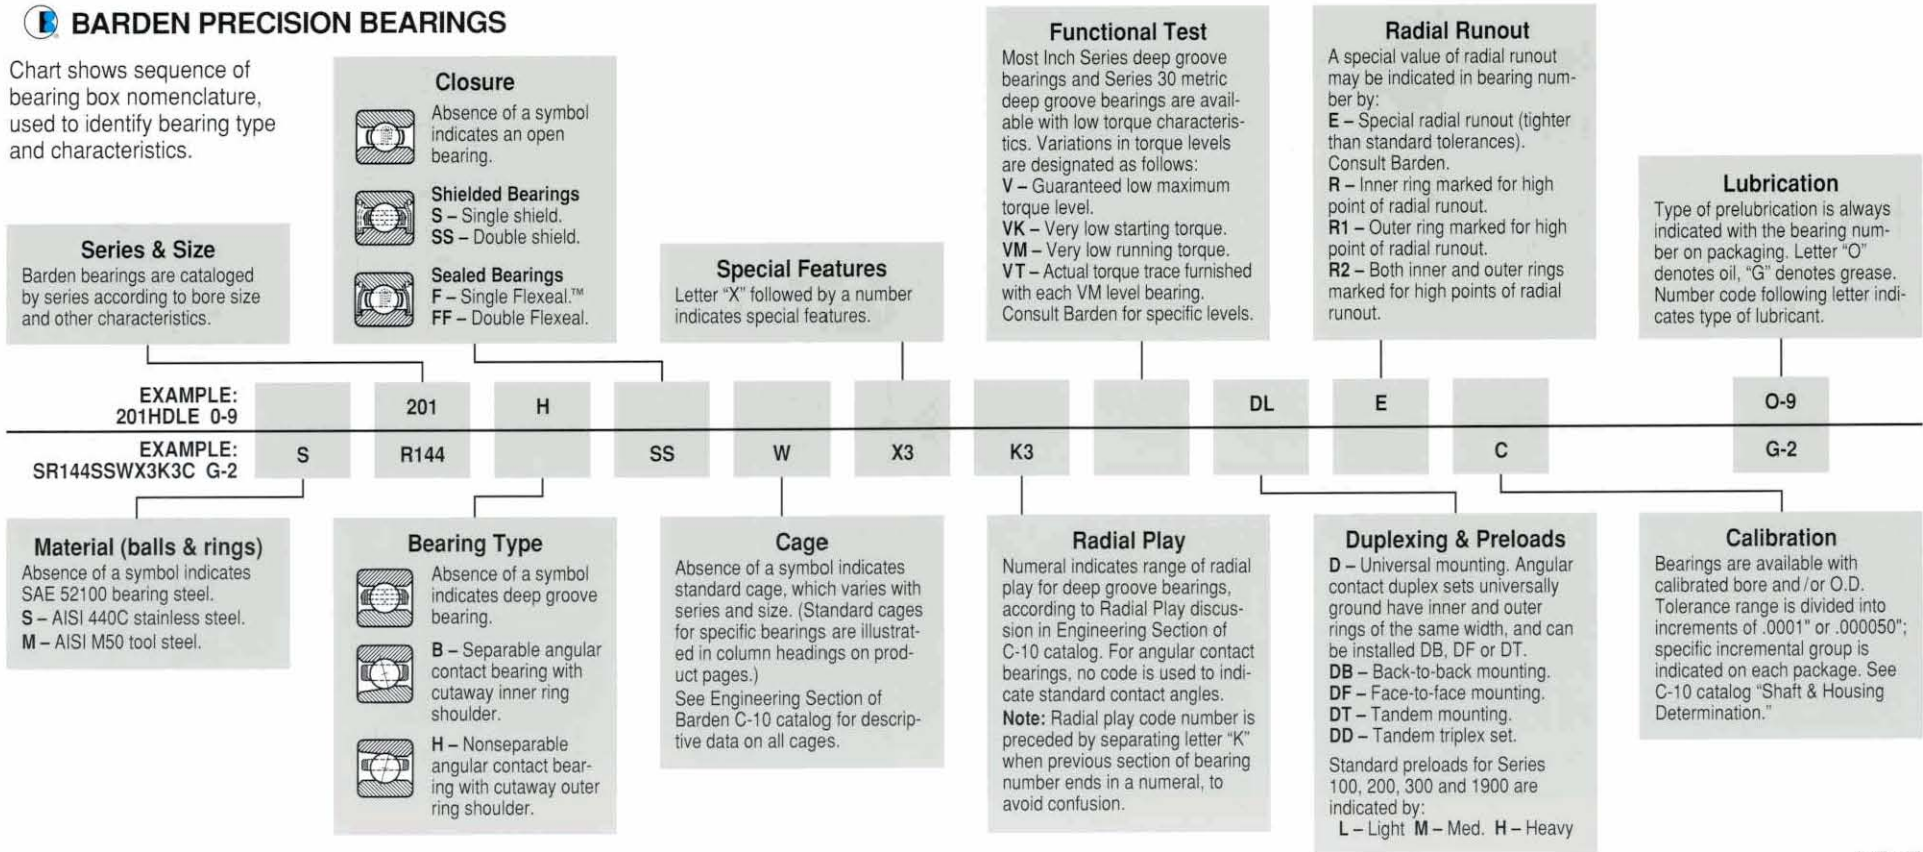 BARDEN PRECISION BEARINGS
Chart shows sequence of
bearing box nomenclature,
used to identify bearing type
and characteristics.
Series & Size
Barden bearings are cataloged
by series according to bore size
and other characteristics.
Closure
Absence of a symbol
indicates an open
bearing.
Shielded Bearings
S – Single shield.
SS – Double shield.
Sealed Bearings
F – Single Flexeal.™
FF – Double Flexeal.
Special Features
Letter “X” followed by a number
indicates special features.
Functional Test
Most Inch Series deep groove
bearings and Series 30 metric
deep groove bearings are avail-
able with low torque characteris-
tics. Variations in torque levels
are designated as follows:
V – Guaranteed low maximum
torque level.
VK – Very low starting torque.
VM – Very low running torque.
VT – Actual torque trace furnished
with each VM level bearing.
Consult Barden for specific levels.
Radial Runout
A special value of radial runout
may be indicated in bearing num-
ber by:
E – Special radial runout (tighter
than standard tolerances).
Consult Barden.
R – Inner ring marked for high
point of radial runout.
R1 – Outer ring marked for high
point of radial runout.
R2 – Both inner and outer rings
marked for high points of radial
runout.
Lubrication
Type of prelubrication is always
indicated with the bearing num-
ber on packaging. Letter “O”
denotes oil, “G” denotes grease.
Number code following letter indi-
cates type of lubricant.
EXAMPLE:
201HDLE 0-9
201 H DL E O-9
EXAMPLE:
SR144SSWX3K3C G-2
S R144 SS W X3 K3 C G-2
Material (balls & rings)
Absence of a symbol indicates
SAE 52100 bearing steel.
S – AISI 440C stainless steel.
M – AISI M50 tool steel.
Bearing Type
Absence of a symbol
indicates deep groove
bearing.
B – Separable angular
contact bearing with
cutaway inner ring
shoulder.
H – Nonseparable
angular contact bear-
ing with cutaway outer
ring shoulder.
Cage
Absence of a symbol indicates
standard cage, which varies with
series and size. (Standard cages
for specific bearings are illustrat-
ed in column headings on prod-
uct pages.)
See Engineering Section of
Barden C-10 catalog for descrip-
tive data on all cages.
Radial Play
Numeral indicates range of radial
play for deep groove bearings,
according to Radial Play discus-
sion in Engineering Section of
C-10 catalog. For angular contact
bearings, no code is used to indi-
cate standard contact angles.
Note: Radial play code number is
preceded by separating letter “K”
when previous section of bearing
number ends in a numeral, to
avoid confusion.
Duplexing & Preloads
D – Universal mounting. Angular
contact duplex sets universally
ground have inner and outer
rings of the same width, and can
be installed DB, DF or DT.
DB – Back-to-back mounting.
DF – Face-to-face mounting.
DT – Tandem mounting.
DD – Tandem triplex set.
Standard preloads for Series
100, 200, 300 and 1900 are
indicated by:
L – Light M – Med. H – Heavy
Calibration
Bearings are available with
calibrated bore and/or O.D.
Tolerance range is divided into
increments of .0001" or .000050";
specific incremental group is
indicated on each package. See
C-10 catalog “Shaft & Housing
Determination.”